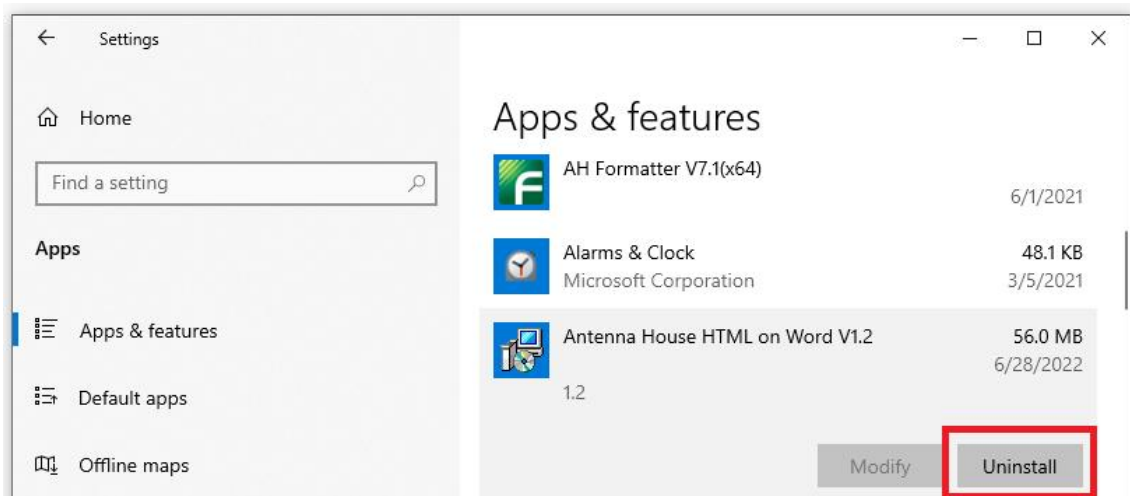 Settings
Home
Find a setting
Apps
Apps & features
Default apps
Offline maps
Apps & features
AH Formatter V7.1(x64)
6/1/2021
Alarms & Clock
48.1 KB
Microsoft Corporation
3/5/2021
Antenna House HTML on Word V1.2
56.0 MB
6/28/2022
1.2
Modify
Uninstall